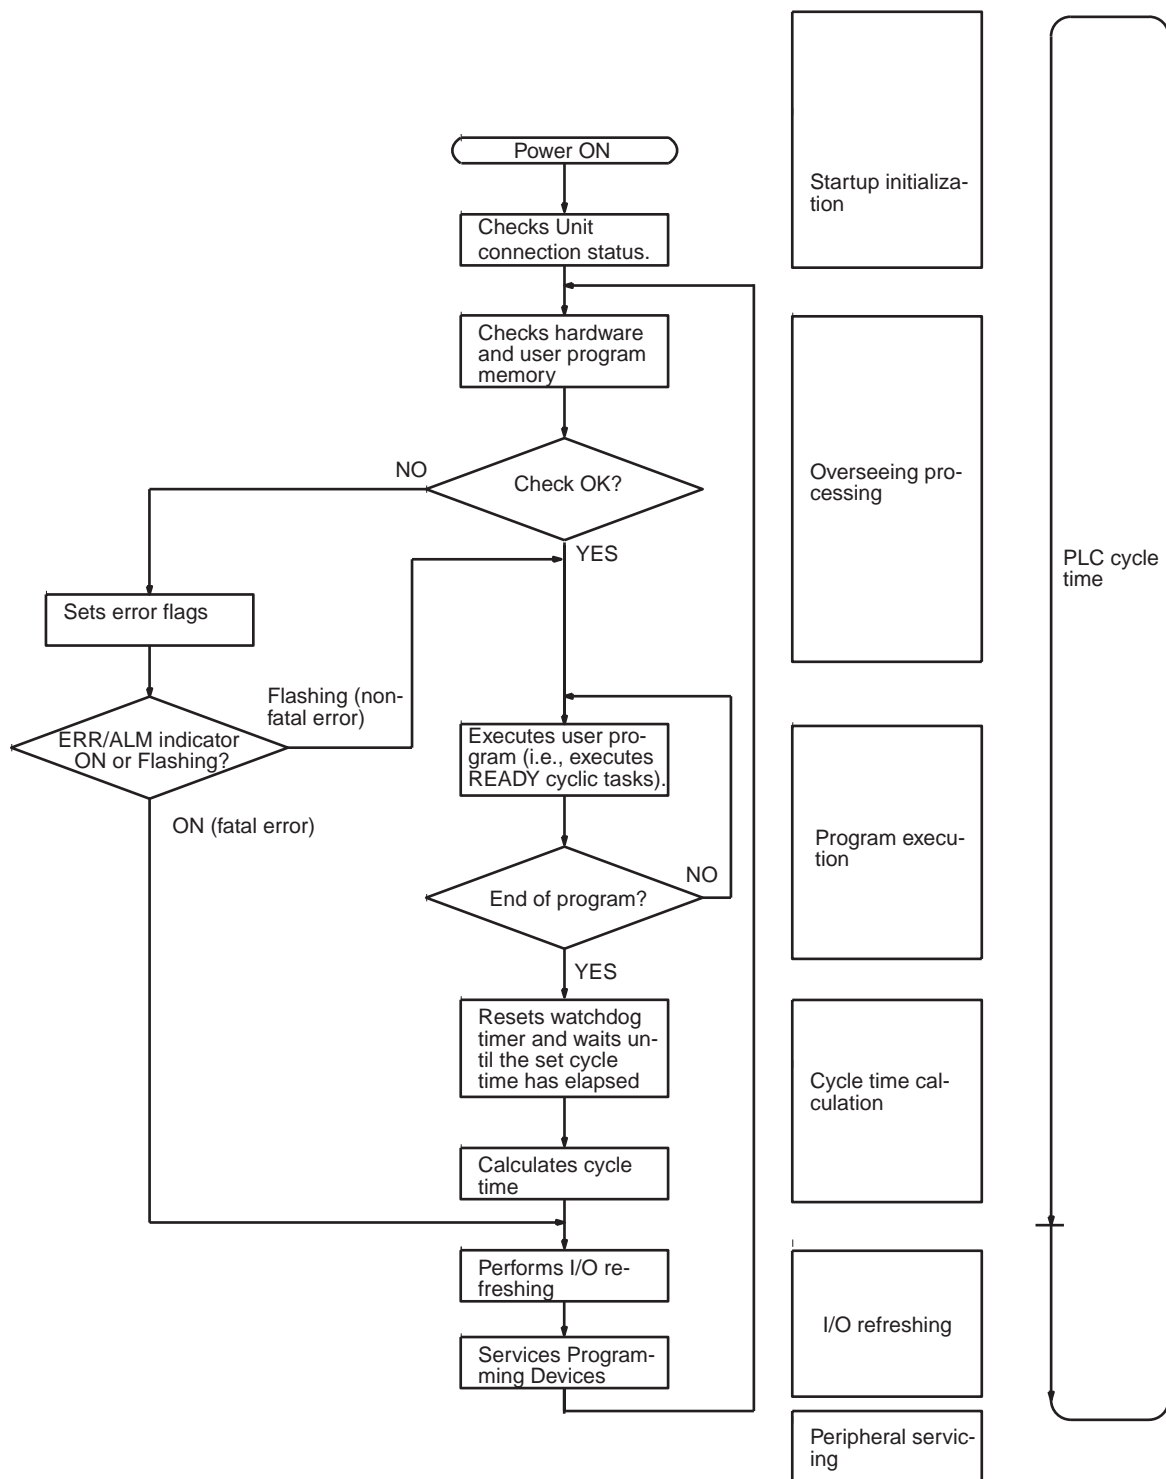 Power ON
Startup initializa-
tion
Checks Unit
connection status.
Checks hardware
and user program
memory
NO
Check OK?
Overseeing pro-
cessing
YES
PLC cycle
time
Sets error flags
Flashing (non-
fatal error)
ERR/ALM indicator
ON or Flashing?
Executes user pro-
gram (i.e., executes
READY cyclic tasks).
ON (fatal error)
Program execu-
tion
NO
End of program?
YES
Resets watchdog
timer and waits un-
til the set cycle
time has elapsed
Cycle time cal-
culation
Calculates cycle
time
Performs I/O re-
freshing
I/O refreshing
Services Program-
ming Devices
Peripheral servic-
ing